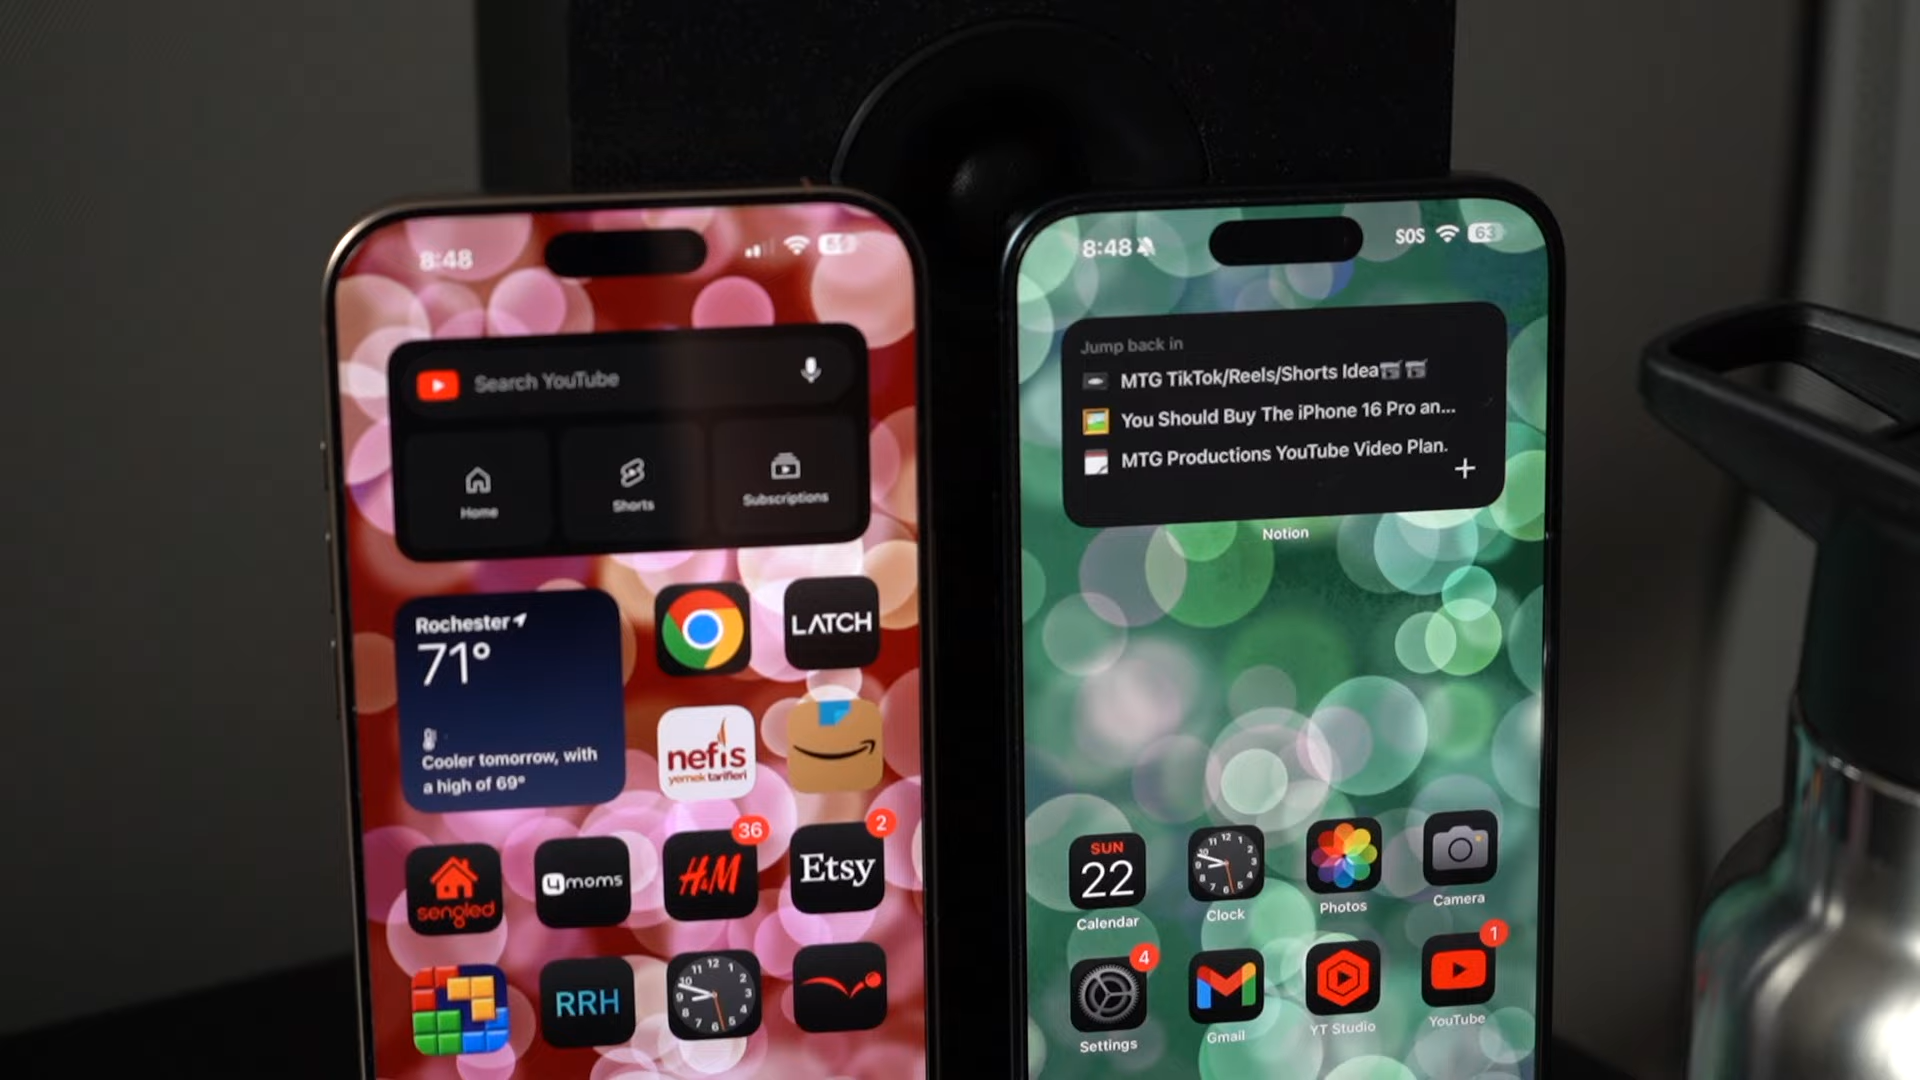 8:48
Search YouTube
Home
Shorts
Subscriptions
Rochester
71°
Cooler tomorrow, with
a high of 69°
LATCH
nefis
yemek tarifleri
sengled
4moms
36
H&M
2
Etsy
RRH
8:48
SOS
63
Jump back in
MTG TikTok/Reels/Shorts Idea
You Should Buy The iPhone 16 Pro an...
MTG Productions YouTube Video Plan.
Notion
SUN
22
Calendar
Clock
Photos
Camera
4
Settings
Gmail
YT Studio
1
YouTube